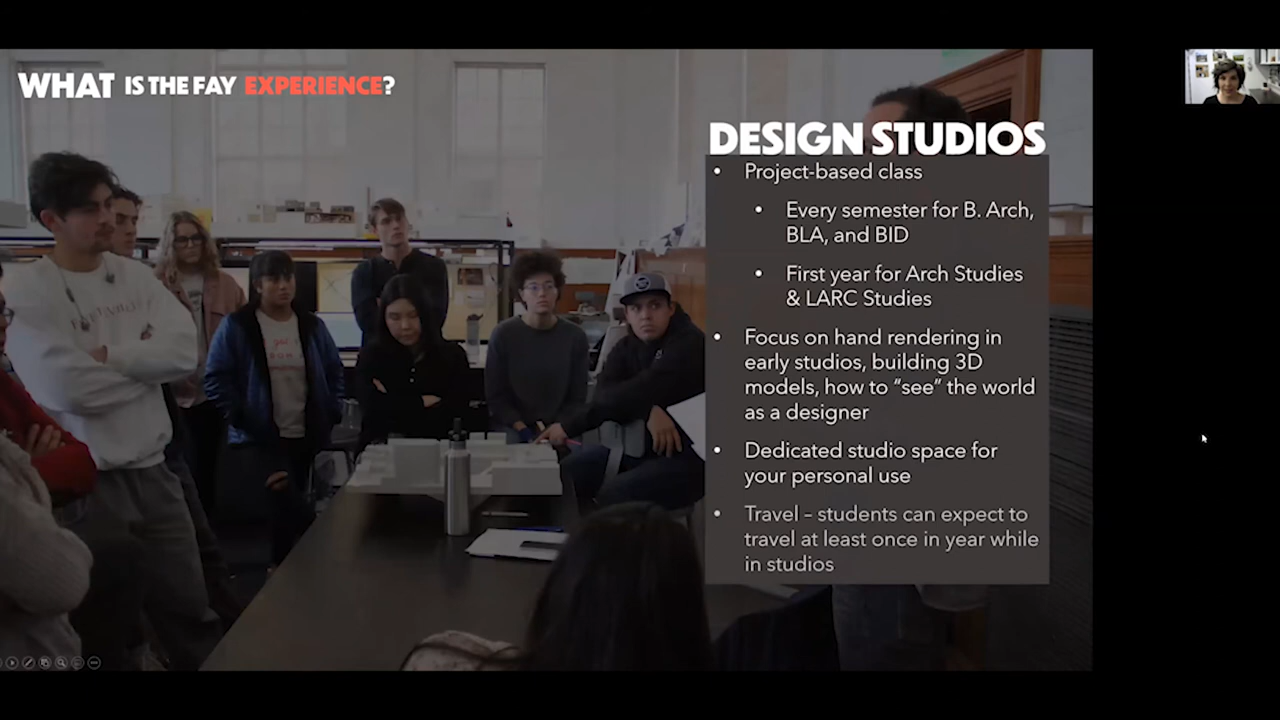 WHAT IS THE FAY EXPERIENCE?
DESIGN STUDIOS
• Project-based class
• Every semester for B. Arch,
BLA, and BID
• First year for Arch Studies
& LARC Studies
• Focus on hand rendering in
early studios, building 3D
models, how to “see” the world
as a designer
• Dedicated studio space for
your personal use
• Travel – students can expect to
travel at least once in year while
in studios